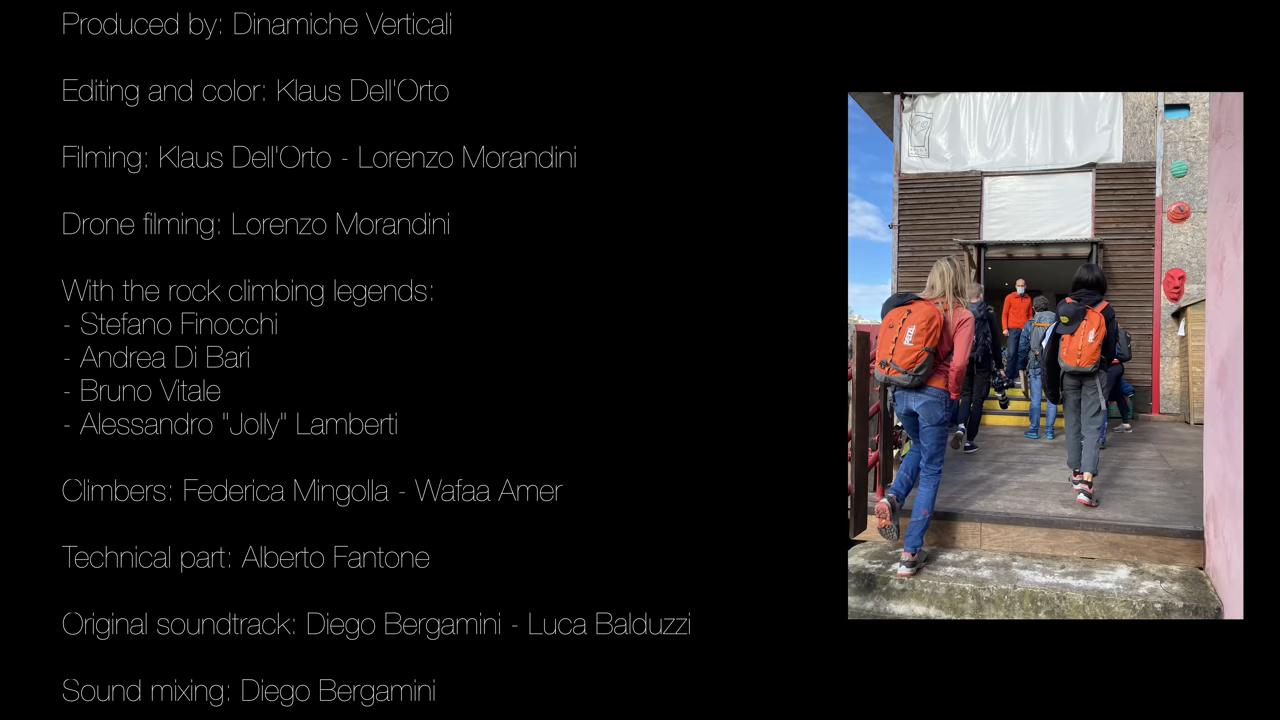 Produced by: Dinamiche Verticali
Editing and color: Klaus Dell'Orto
Filming: Klaus Dell'Orto - Lorenzo Morandini
Drone filming: Lorenzo Morandini
With the rock climbing legends:
- Stefano Finocchi
- Andrea Di Bari
- Bruno Vitale
- Alessandro "Jolly" Lamberti
Climbers: Federica Mingolla - Wafaa Amer
Technical part: Alberto Fantone
Original soundtrack: Diego Bergamini - Luca Balduzzi
Sound mixing: Diego Bergamini